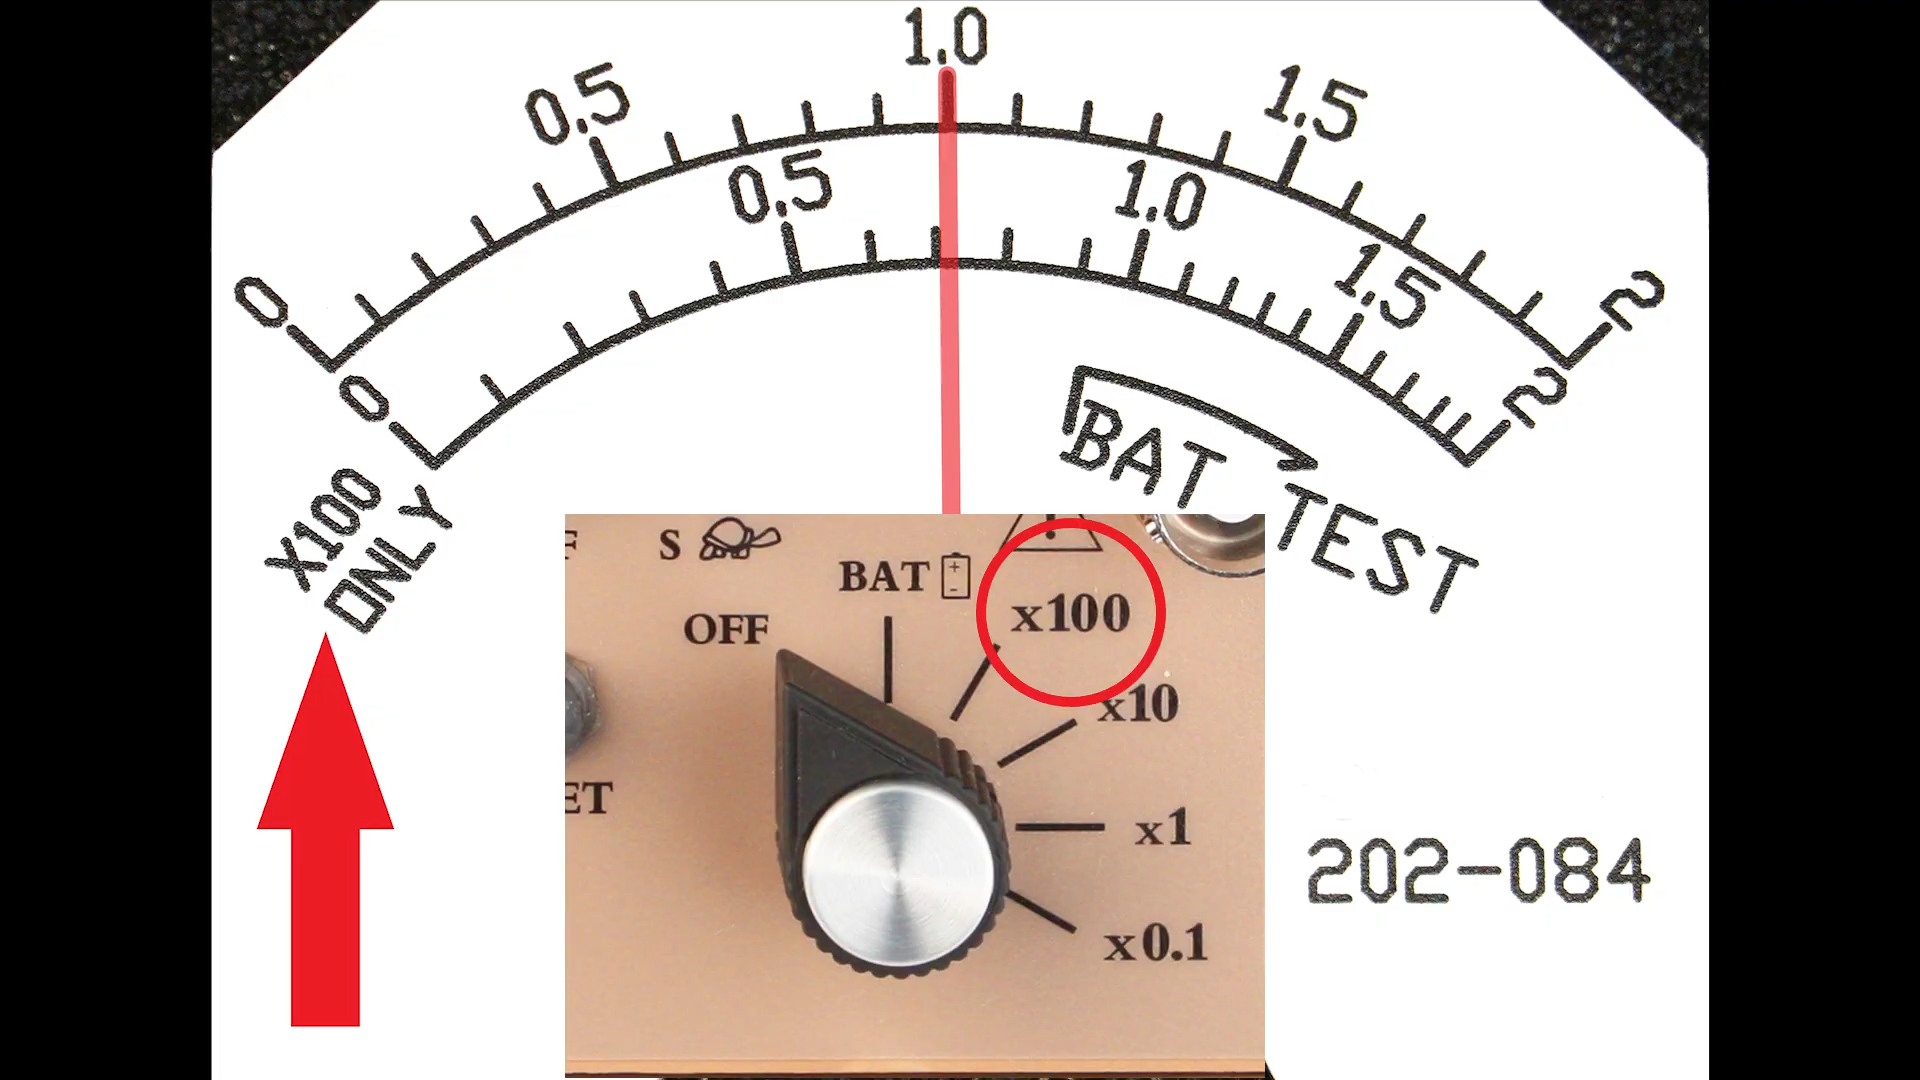 0 0.5 1.0 1.5 2
0 0.5 1.0 1.5 2
X100
ONLY
BAT TEST
S
BAT
+
-
!
x100
OFF
x10
ET
x1
x0.1
202-084